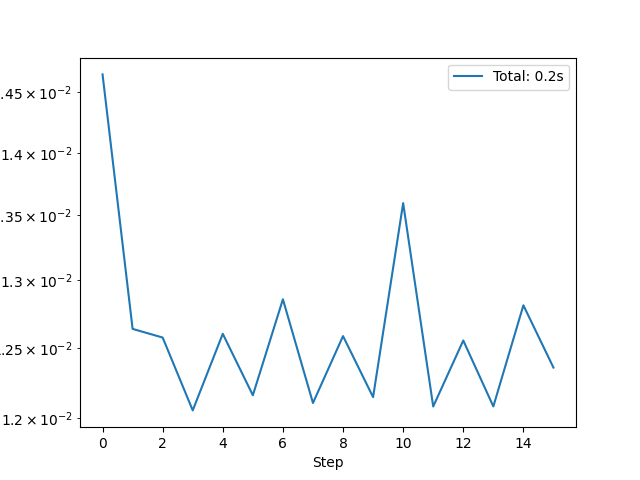 Total: 0.2s
.45 × 10⁻²
1.4 × 10⁻²
.35 × 10⁻²
1.3 × 10⁻²
.25 × 10⁻²
1.2 × 10⁻²
0 2 4 6 8 10 12 14
Step